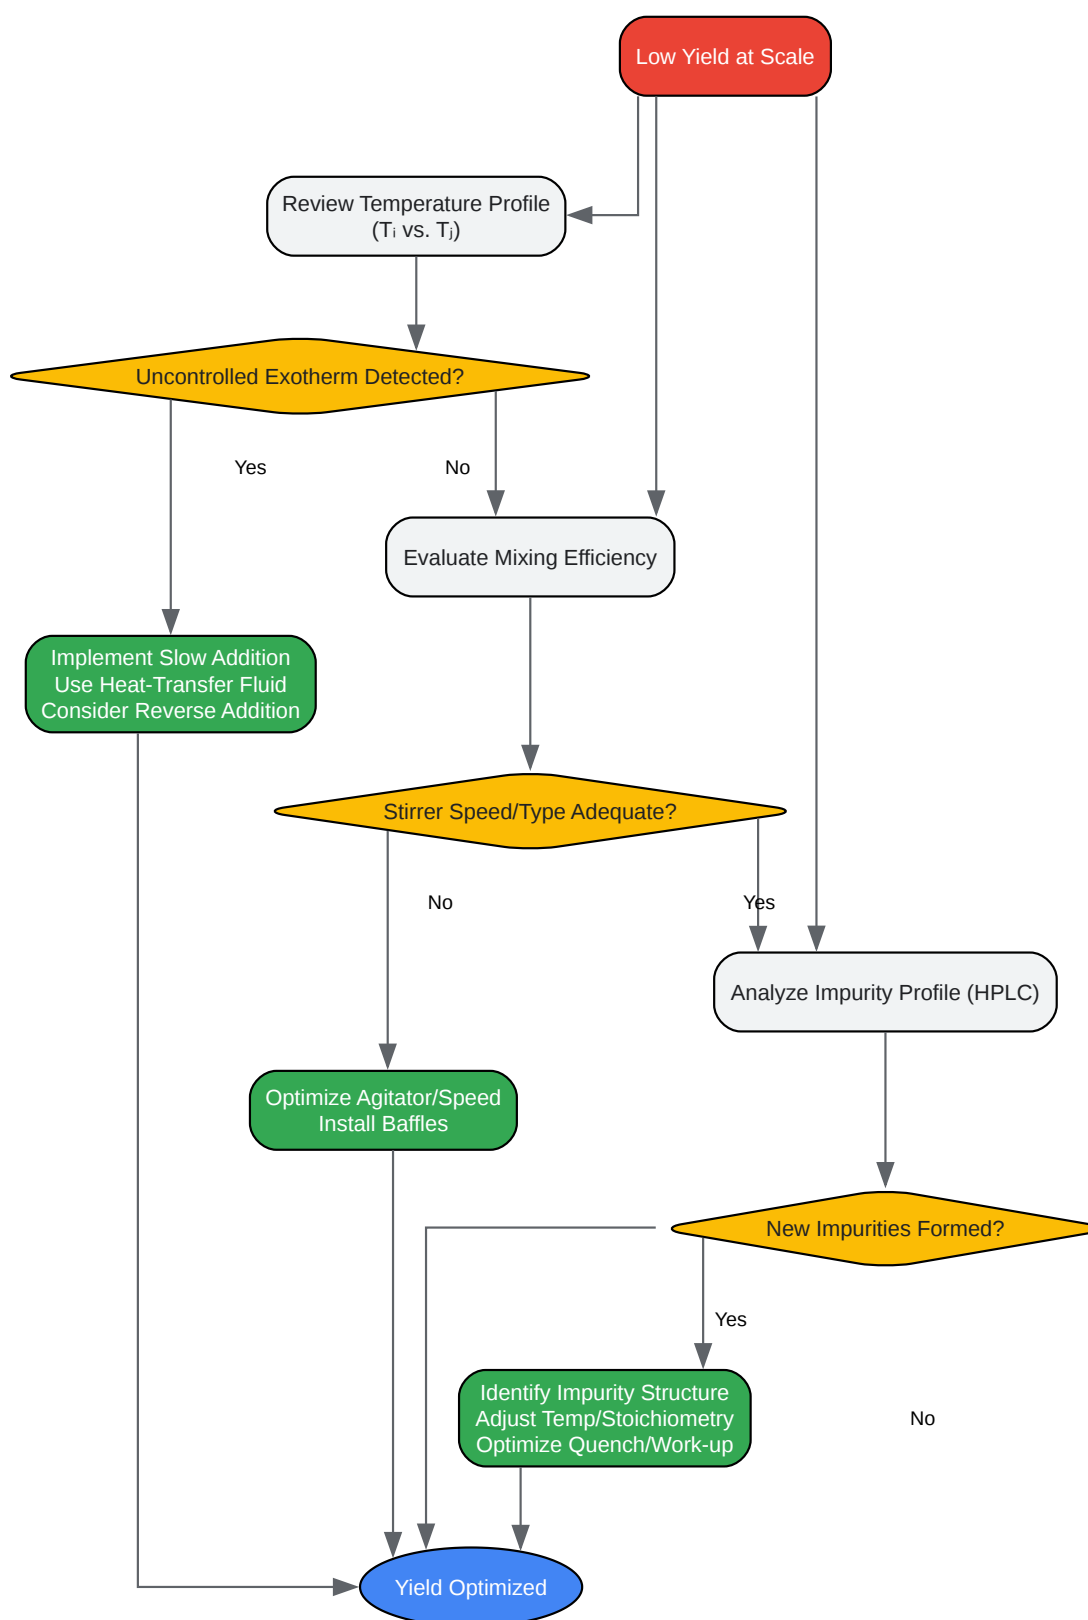 Low Yield at Scale
Review Temperature Profile
(Tᵢ vs. Tⱼ)
Uncontrolled Exotherm Detected?
Yes
No
Evaluate Mixing Efficiency
Implement Slow Addition
Use Heat-Transfer Fluid
Consider Reverse Addition
Stirrer Speed/Type Adequate?
No
Yes
Analyze Impurity Profile (HPLC)
Optimize Agitator/Speed
Install Baffles
New Impurities Formed?
Yes
Identify Impurity Structure
Adjust Temp/Stoichiometry
Optimize Quench/Work-up
No
Yield Optimized